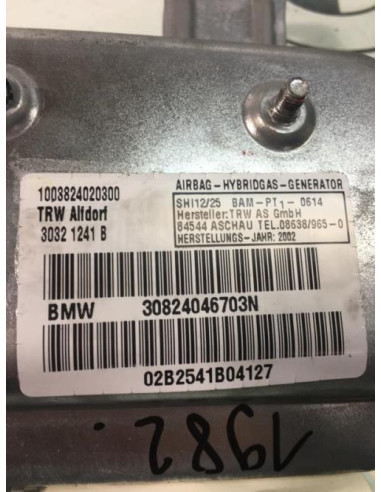 1003824020300
TRW Alfdorf
3032 1241 B
AIRBAG-HYBRIDGAS-GENERATOR
SHI12/25 BAM-PT1-0614
Hersteller:TRW AS GmbH
84544 ASCHAU TEL.08638/965-0
HERSTELLUNGS-JAHR: 2002
BMW 30824046703N
02B2541B04127
1982.